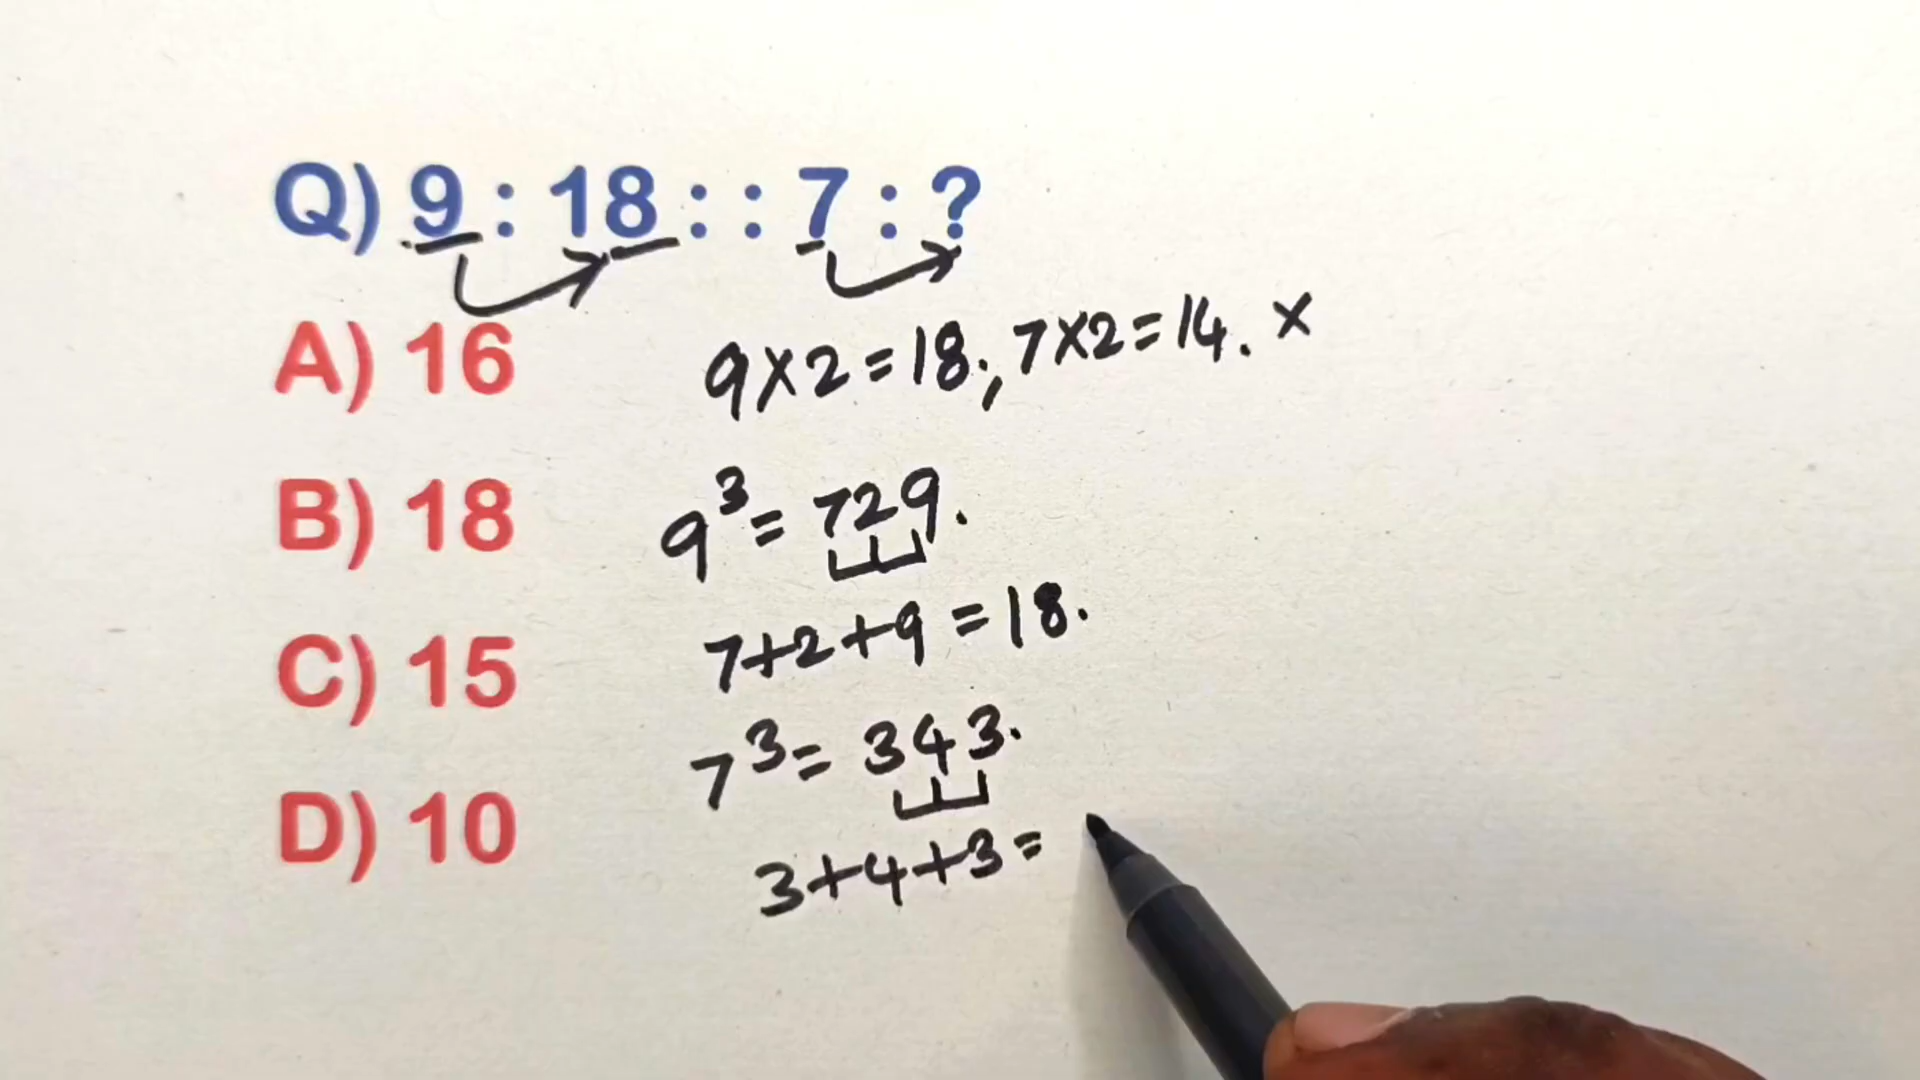 Q) 9 : 18 : : 7 : ?
A) 16
9×2=18., 7×2=14. ×
B) 18
9³= 729.
7+2+9=18.
C) 15
7³= 343.
D) 10
3+4+3=